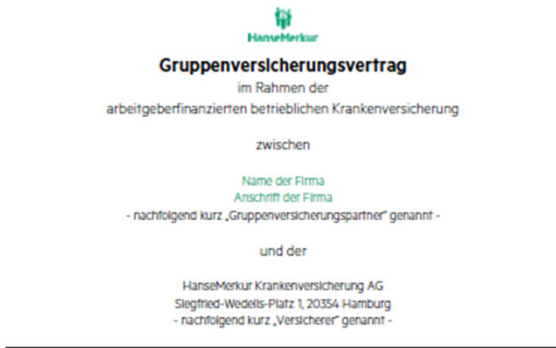 HanseMerkur
Gruppenversicherungsvertrag
im Rahmen der
arbeitgeberfinanzierten betrieblichen Krankenversicherung
zwischen
Name der Firma
Anschrift der Firma
- nachfolgend kurz „Gruppenversicherungspartner“ genannt -
und der
HanseMerkur Krankenversicherung AG
Siegfried-Wedells-Platz 1, 20354 Hamburg
- nachfolgend kurz „Versicherer“ genannt -